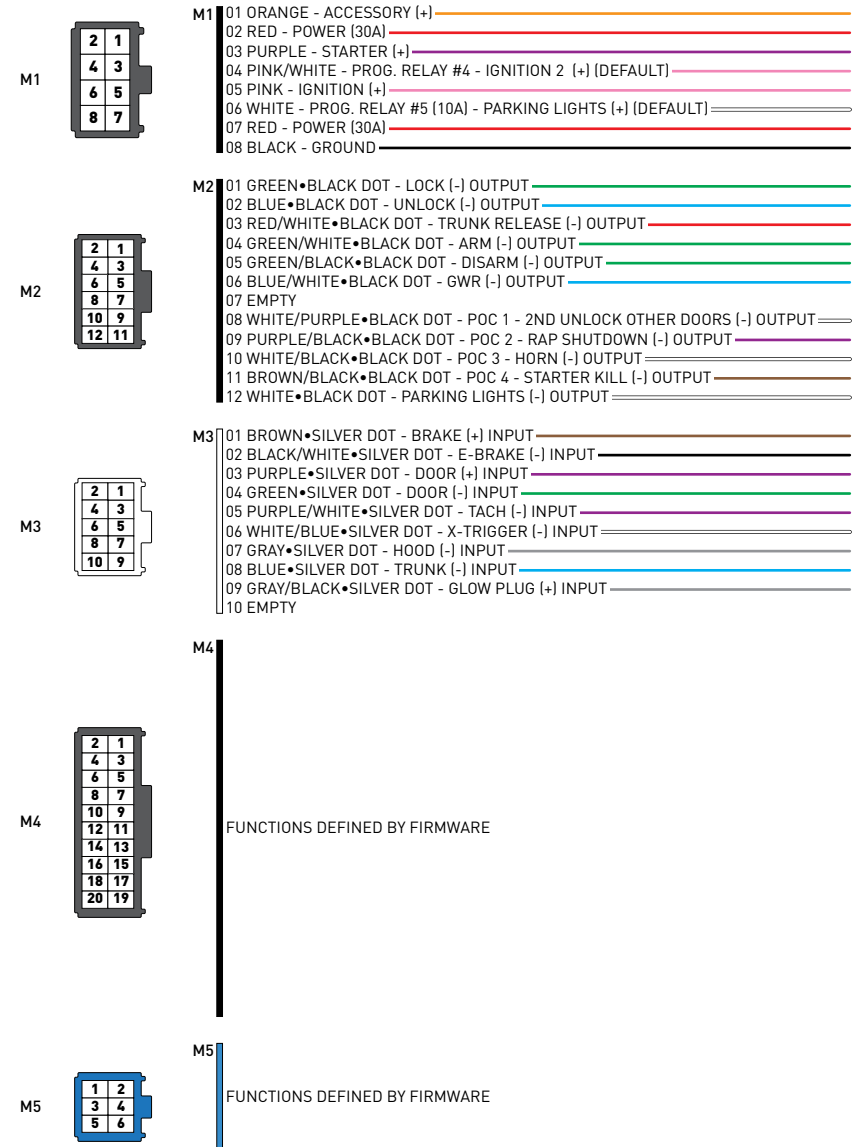 M1
2 1
4 3
6 5
8 7
M1
01 ORANGE - ACCESSORY (+)
02 RED - POWER (30A)
03 PURPLE - STARTER (+)
04 PINK/WHITE - PROG. RELAY #4 - IGNITION 2 (+) (DEFAULT)
05 PINK - IGNITION (+)
06 WHITE - PROG. RELAY #5 (10A) - PARKING LIGHTS (+) (DEFAULT)
07 RED - POWER (30A)
08 BLACK - GROUND
M2
2 1
4 3
6 5
8 7
10 9
12 11
M2
01 GREEN•BLACK DOT - LOCK (-) OUTPUT
02 BLUE•BLACK DOT - UNLOCK (-) OUTPUT
03 RED/WHITE•BLACK DOT - TRUNK RELEASE (-) OUTPUT
04 GREEN/WHITE•BLACK DOT - ARM (-) OUTPUT
05 GREEN/BLACK•BLACK DOT - DISARM (-) OUTPUT
06 BLUE/WHITE•BLACK DOT - GWR (-) OUTPUT
07 EMPTY
08 WHITE/PURPLE•BLACK DOT - POC 1 - 2ND UNLOCK OTHER DOORS (-) OUTPUT
09 PURPLE/BLACK•BLACK DOT - POC 2 - RAP SHUTDOWN (-) OUTPUT
10 WHITE/BLACK•BLACK DOT - POC 3 - HORN (-) OUTPUT
11 BROWN/BLACK•BLACK DOT - POC 4 - STARTER KILL (-) OUTPUT
12 WHITE•BLACK DOT - PARKING LIGHTS (-) OUTPUT
M3
2 1
4 3
6 5
8 7
10 9
M3
01 BROWN•SILVER DOT - BRAKE (+) INPUT
02 BLACK/WHITE•SILVER DOT - E-BRAKE (-) INPUT
03 PURPLE•SILVER DOT - DOOR (+) INPUT
04 GREEN•SILVER DOT - DOOR (-) INPUT
05 PURPLE/WHITE•SILVER DOT - TACH (-) INPUT
06 WHITE/BLUE•SILVER DOT - X-TRIGGER (-) INPUT
07 GRAY•SILVER DOT - HOOD (-) INPUT
08 BLUE•SILVER DOT - TRUNK (-) INPUT
09 GRAY/BLACK•SILVER DOT - GLOW PLUG (+) INPUT
10 EMPTY
M4
2 1
4 3
6 5
8 7
10 9
12 11
14 13
16 15
18 17
20 19
M4
FUNCTIONS DEFINED BY FIRMWARE
M5
1 2
3 4
5 6
M5
FUNCTIONS DEFINED BY FIRMWARE